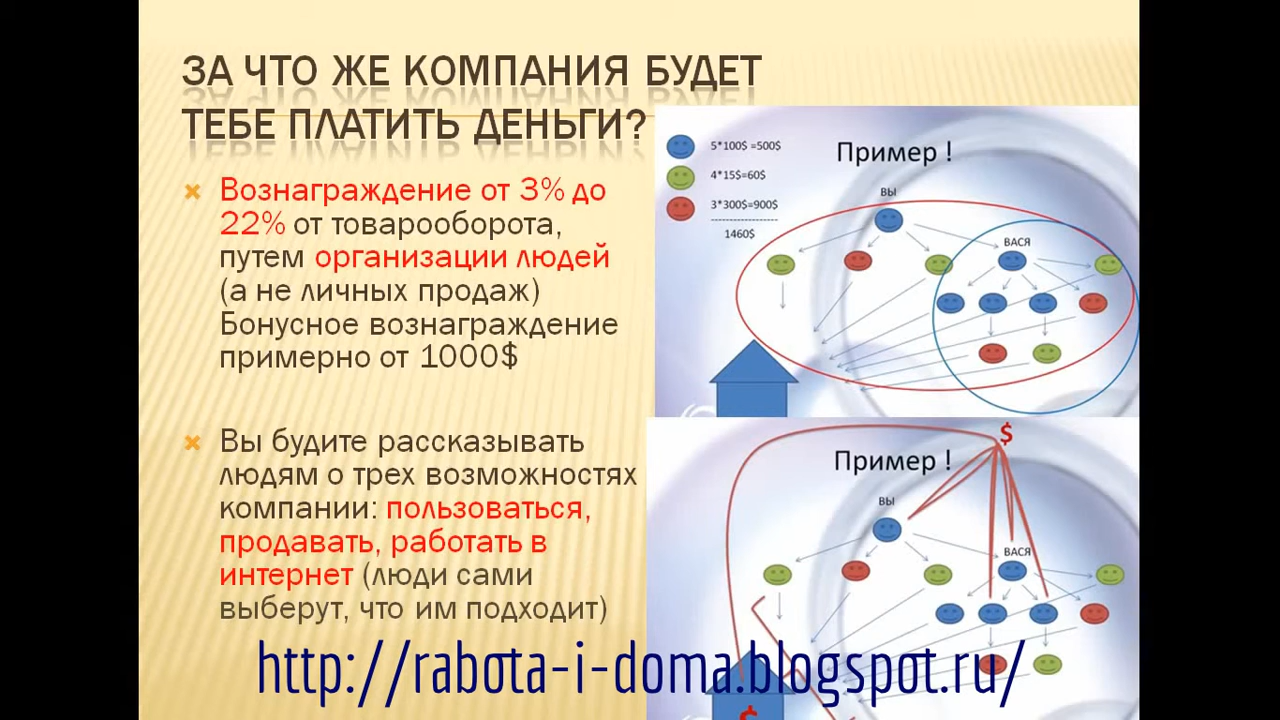 ЗА ЧТО ЖЕ КОМПАНИЯ БУДЕТ
ТЕБЕ ПЛАТИТЬ ДЕНЬГИ?
Вознаграждение от 3% до
22% от товарооборота,
путем организации людей
(а не личных продаж)
Бонусное вознаграждение
примерно от 1000$
Вы будите рассказывать
людям о трех возможностях
компании: пользоваться,
продавать, работать в
интернет (люди сами
выберут, что им подходит)
5*100$ =500$
4*15$=60$
3*300$=900$
-------------------
1460$
Пример !
ВЫ
ВАСЯ
$
Пример !
ВЫ
ВАСЯ
$
http://rabota-i-doma.blogspot.ru/